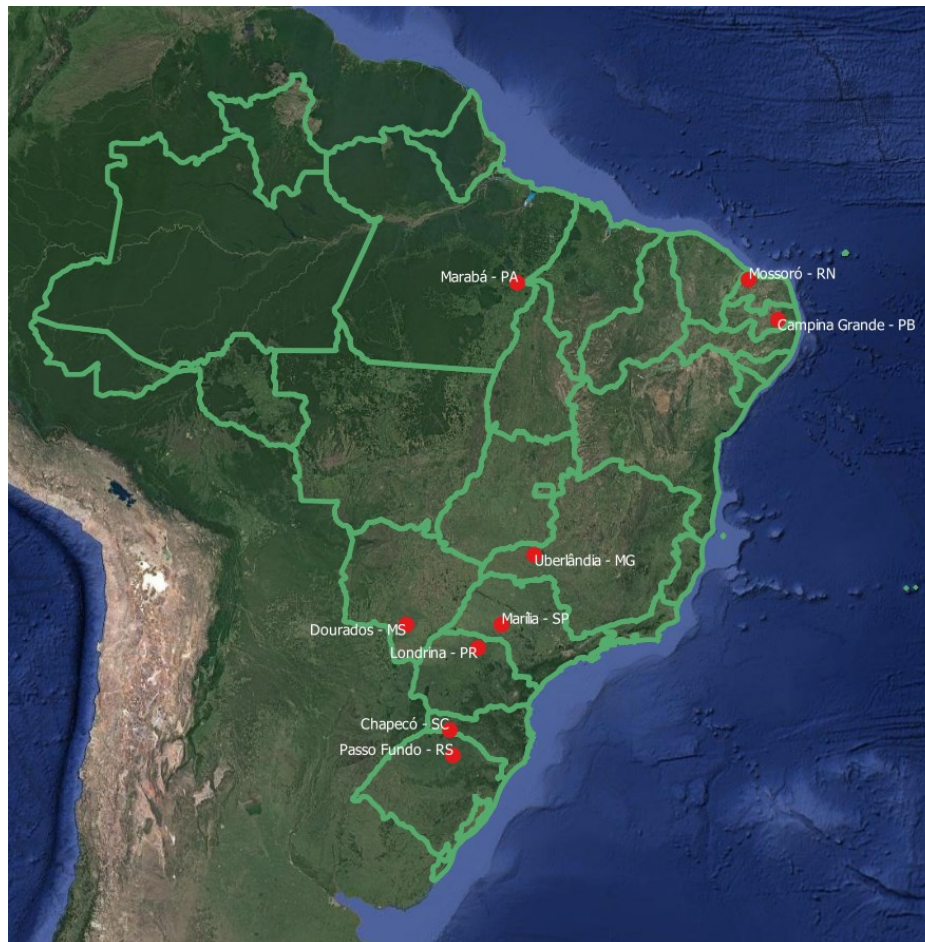 Marabá - PA
Mossoró - RN
Campina Grande - PB
Uberlândia - MG
Marília - SP
Dourados - MS
Londrina - PR
Chapecó - SC
Passo Fundo - RS